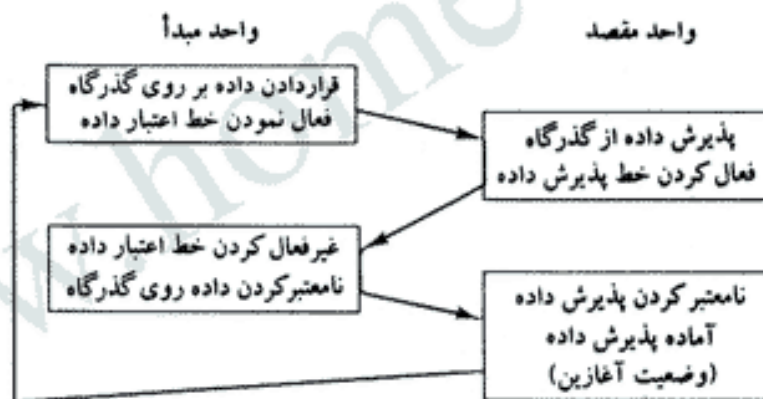 واحد مبدأ
واحد مقصد
قراردادن داده بر روی گذرگاه
فعال نمودن خط اعتبار داده
پذیرش داده از گذرگاه
فعال کردن خط پذیرش داده
غیرفعال کردن خط اعتبار داده
نامعتبرکردن داده روی گذرگاه
نامعتبر کردن پذیرش داده
آماده پذیرش داده
(وضعیت آغازین)
w.home